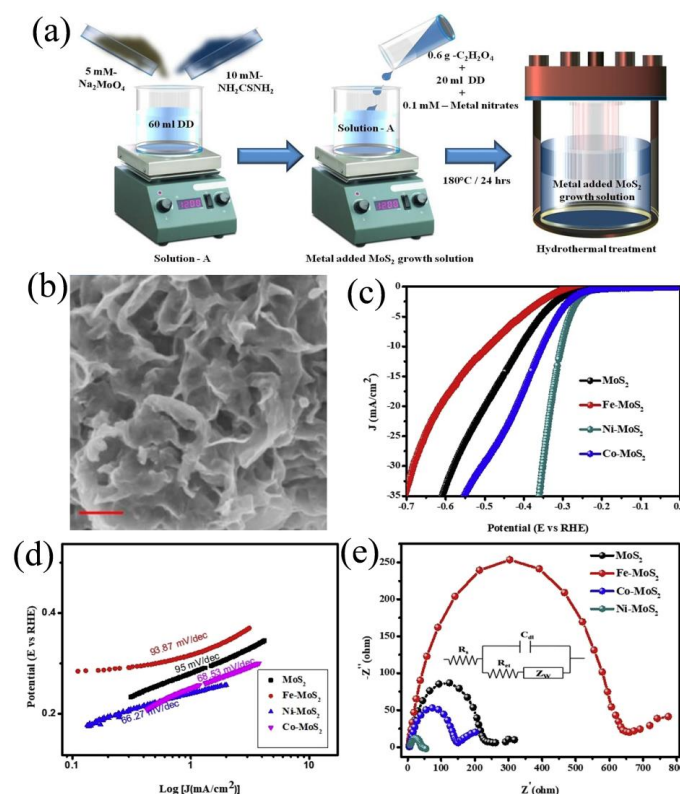 (a)
5 mM-
Na₂MoO₄
10 mM-
NH₂CSNH₂
60 ml DD
Solution - A
0.6 g -C₂H₂O₄
+
20 ml DD
+
0.1 mM – Metal nitrates
Solution - A
Metal added MoS₂ growth solution
180°C / 24 hrs
Metal added MoS₂
growth solution
Hydrothermal treatment
(b)
(c)
J (mA/cm²)
0
-5
-10
-15
-20
-25
-30
-35
MoS₂
Fe-MoS₂
Ni-MoS₂
Co-MoS₂
-0.7
-0.6
-0.5
-0.4
-0.3
-0.2
-0.1
0.0
Potential (E vs RHE)
(d)
Potential (E vs RHE)
0.4
0.2
93.87 mV/dec
95 mV/dec
68.53 mV/dec
66.27 mV/dec
MoS₂
Fe-MoS₂
Ni-MoS₂
Co-MoS₂
0.1
1
10
Log [J(mA/cm²)]
(e)
-Z''(ohm)
250
200
150
100
50
0
MoS₂
Fe-MoS₂
Co-MoS₂
Ni-MoS₂
Rₛ
C_dl
R_ct
Z_W
0
100
200
300
400
500
600
700
800
Z'(ohm)